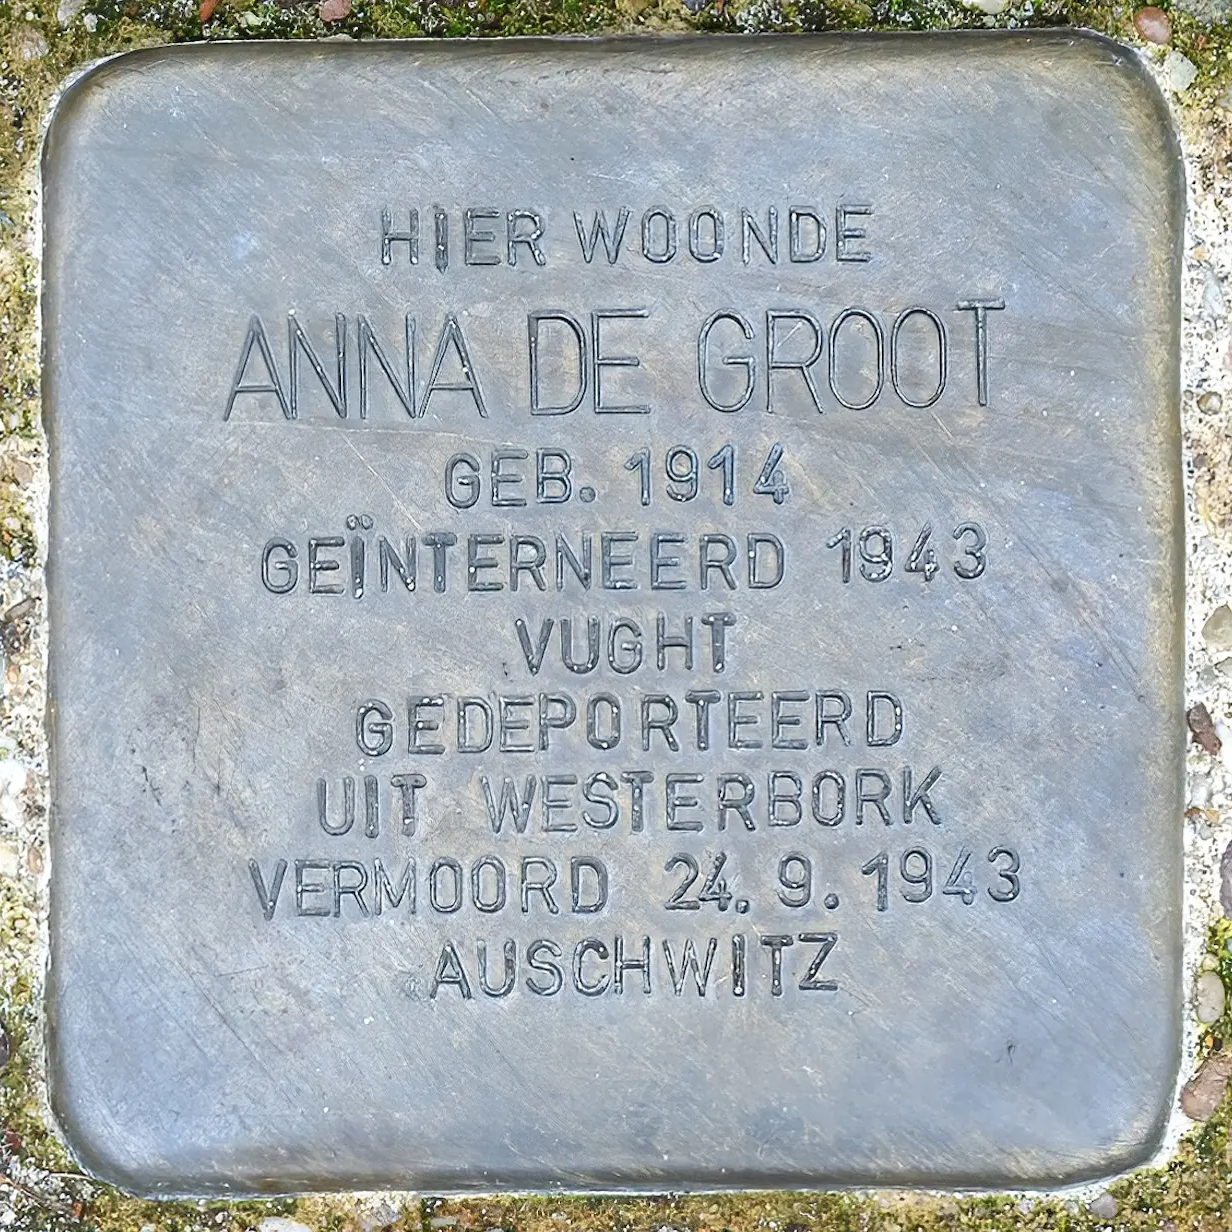 HIER WOONDE
ANNA DE GROOT
GEB. 1914
GEÏNTERNEERD 1943
VUGHT
GEDEPORTEERD
UIT WESTERBORK
VERMOORD 24.9.1943
AUSCHWITZ